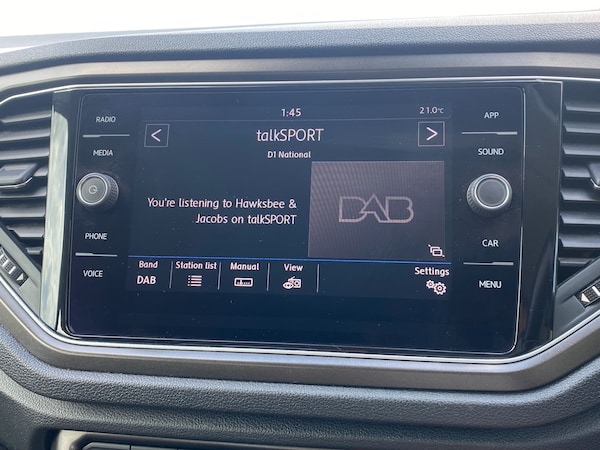 RADIO
MEDIA
PHONE
VOICE
1:45
21.0°C
talkSPORT
D1 National
You're listening to Hawksbee &
Jacobs on talkSPORT
DAB
Band
DAB
Station list
Manual
View
Settings
APP
SOUND
CAR
MENU